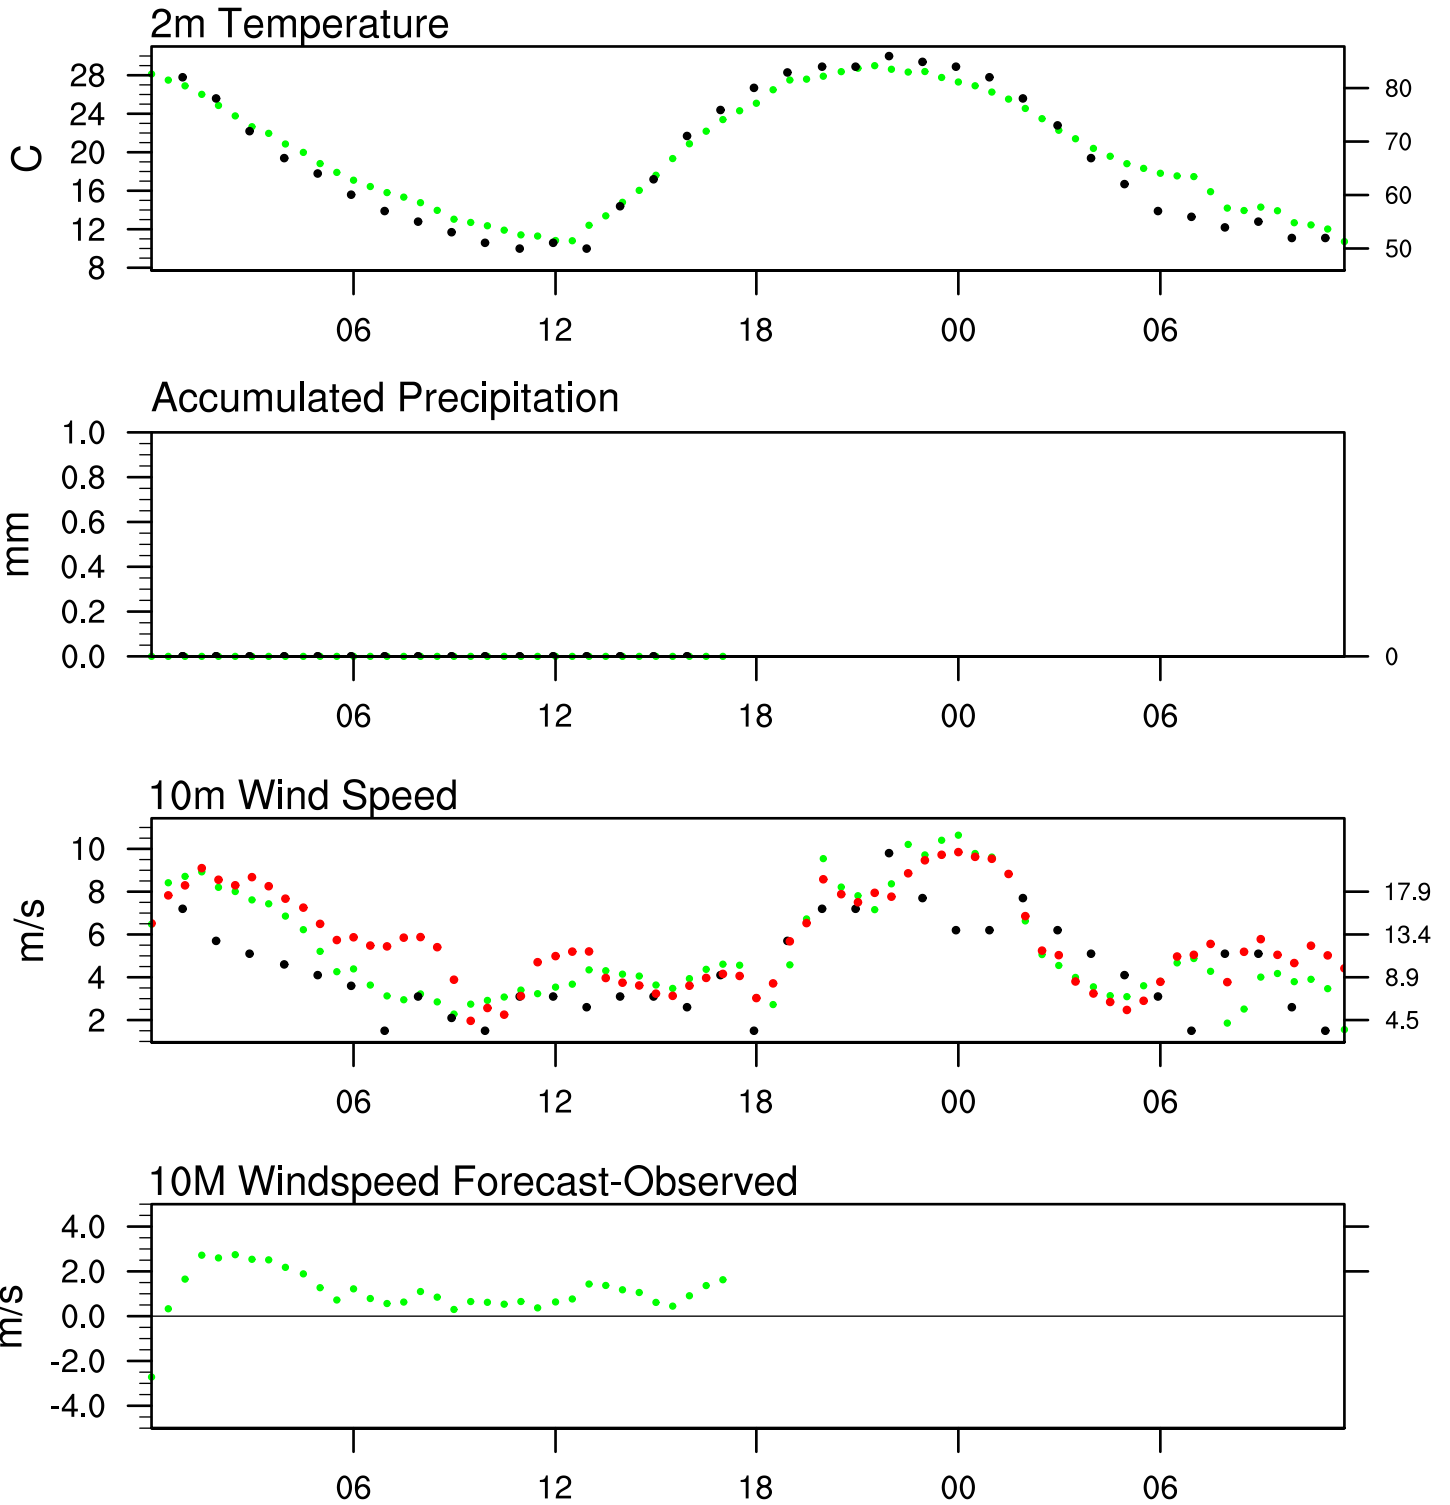 2m Temperature
C
28
24
20
16
12
8
80
70
60
50
06 12 18 00 06
Accumulated Precipitation
mm
1.0
0.8
0.6
0.4
0.2
0.0
0
06 12 18 00 06
10m Wind Speed
m/s
10
8
6
4
2
17.9
13.4
8.9
4.5
06 12 18 00 06
10M Windspeed Forecast-Observed
m/s
4.0
2.0
0.0
-2.0
-4.0
06 12 18 00 06